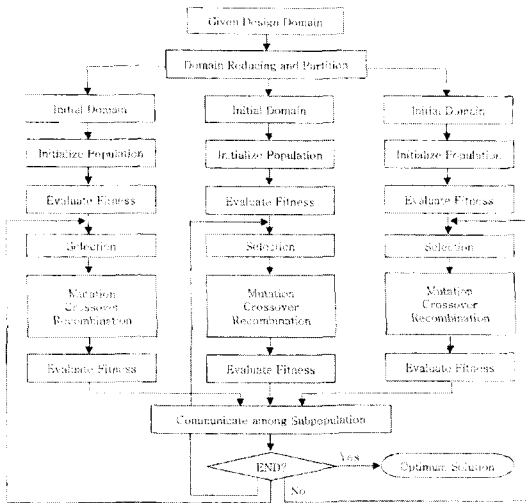 Given Design Domain
Domain Reducing and Partition
Initial Domain
Initial Domain
Initial Domain
Initialize Population
Initialize Population
Initialize Population
Evaluate Fitness
Evaluate Fitness
Evaluate Fitness
Selection
Selection
Selection
Mutation
Crossover
Recombination
Mutation
Crossover
Recombination
Mutation
Crossover
Recombination
Evaluate Fitness
Evaluate Fitness
Evaluate Fitness
Communicate among Subpopulation
END?
Yes
Optimum Solution
No